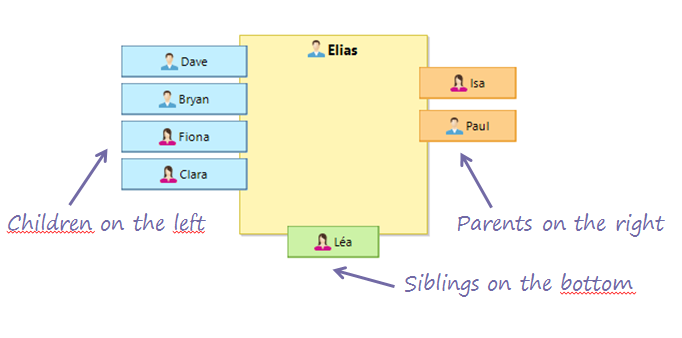 Elias
Dave
Bryan
Fiona
Clara
Isa
Paul
Léa
Children on the left
Parents on the right
Siblings on the bottom